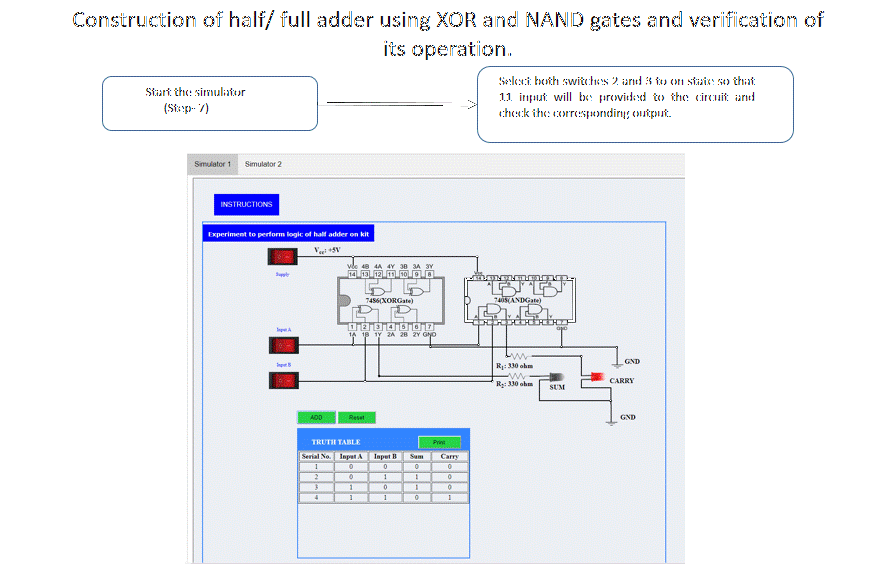 Construction of half/ full adder using XOR and NAND gates and verification of
its operation.
Start the simulator
(Step- 7)
Select both switches 2 and 3 to on state so that
11 input will be provided to the circuit and
check the corresponding output.
Simulator 1 Simulator 2
INSTRUCTIONS
Experiment to perform logic of half adder on kit
Vcc: +5V
Supply
Vcc 4B 4A 4Y 3B 3A 3Y
14 13 12 11 10 9 8
7486(XORGate)
1 2 3 4 5 6 7
1A 1B 1Y 2A 2B 2Y GND
Vcc
7408(ANDGate)
GND
Input A
Input B
R1: 330 ohm
R2: 330 ohm
SUM
CARRY
GND
GND
ADD Reset
TRUTH TABLE Print
Serial No. Input A Input B Sum Carry
1 0 0 0 0
2 0 1 1 0
3 1 0 1 0
4 1 1 0 1